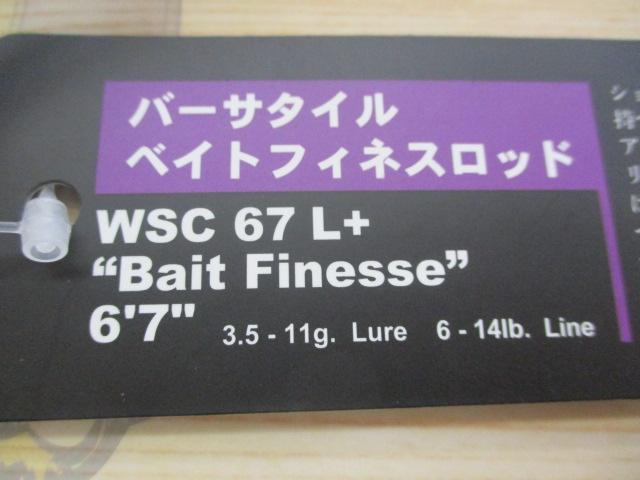 バーサタイル
ベイトフィネスロッド
WSC 67 L+
“Bait Finesse”
6'7" 3.5 - 11g. Lure 6 - 14lb. Line